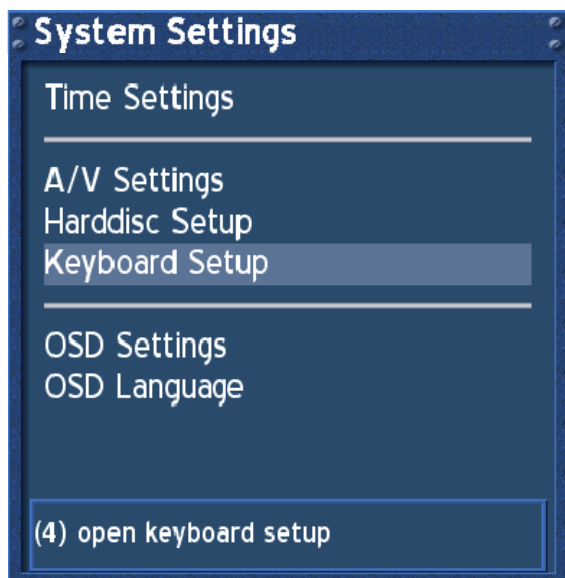 System Settings
Time Settings
A/V Settings
Harddisc Setup
Keyboard Setup
OSD Settings
OSD Language
(4) open keyboard setup